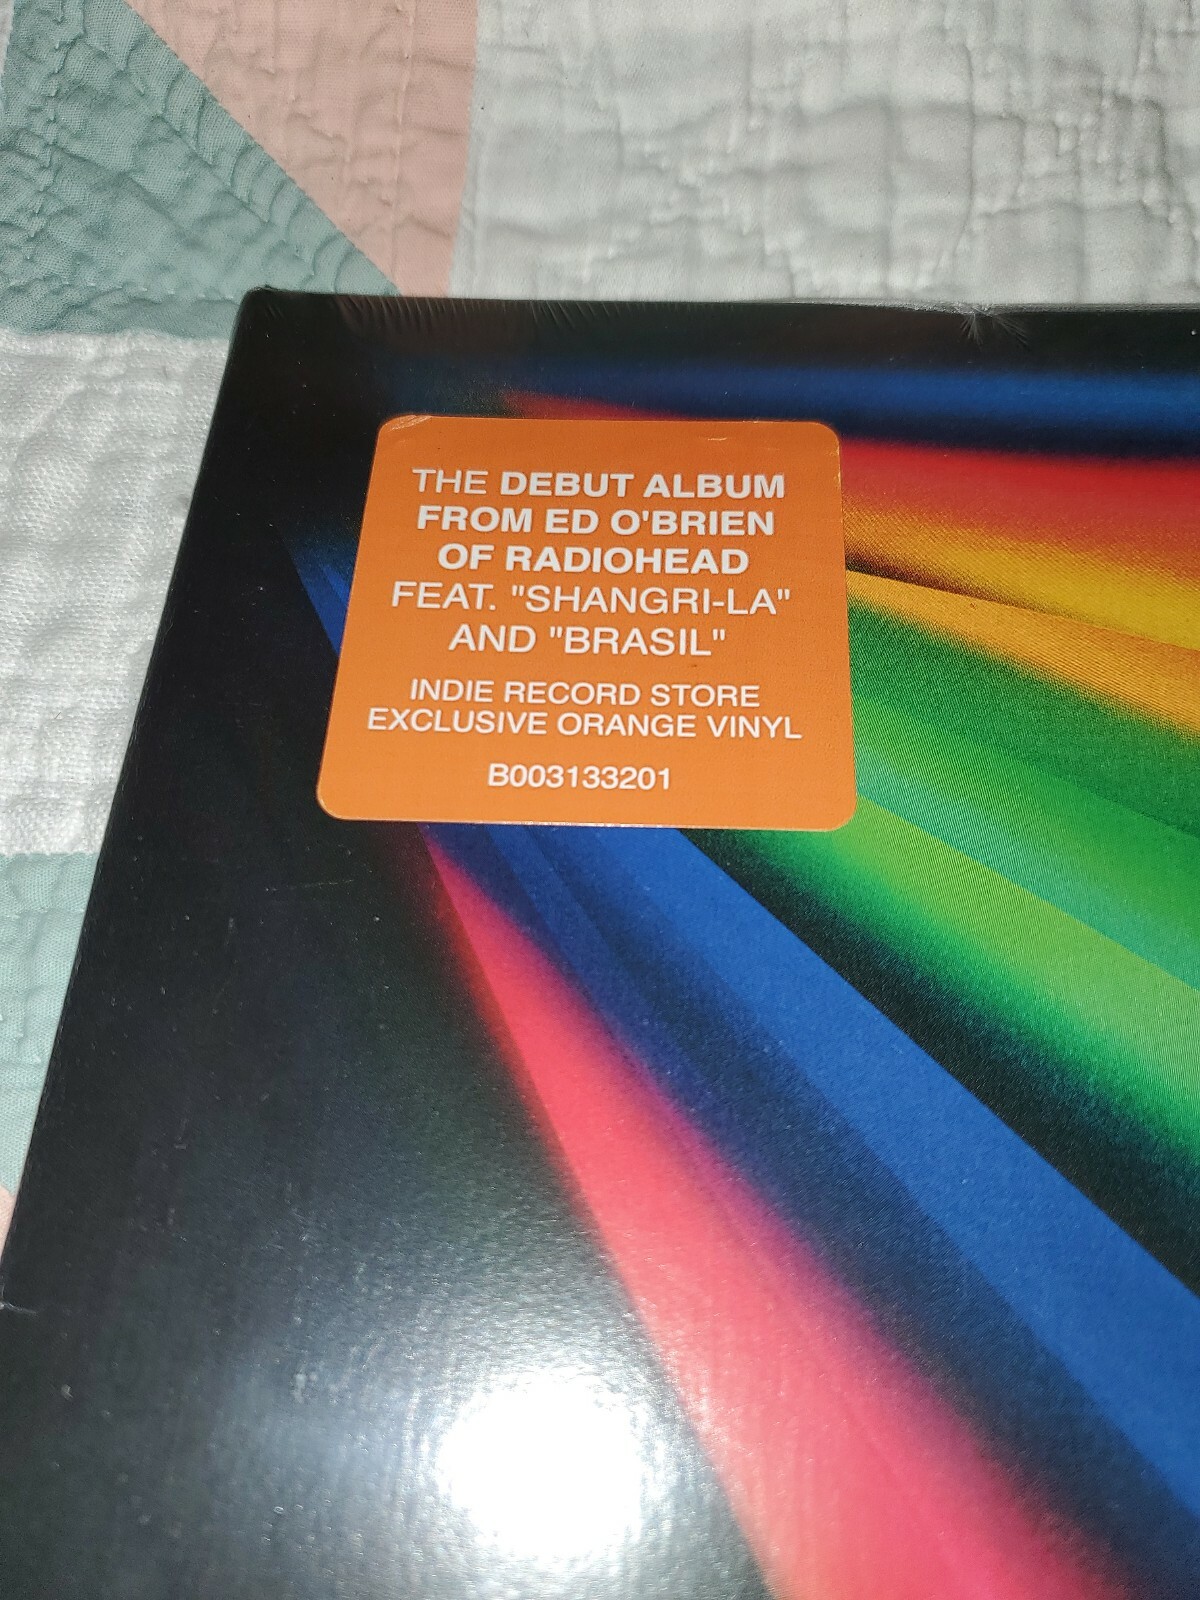 THE DEBUT ALBUM
FROM ED O'BRIEN
OF RADIOHEAD
FEAT. "SHANGRI-LA"
AND "BRASIL"
INDIE RECORD STORE
EXCLUSIVE ORANGE VINYL
B003133201